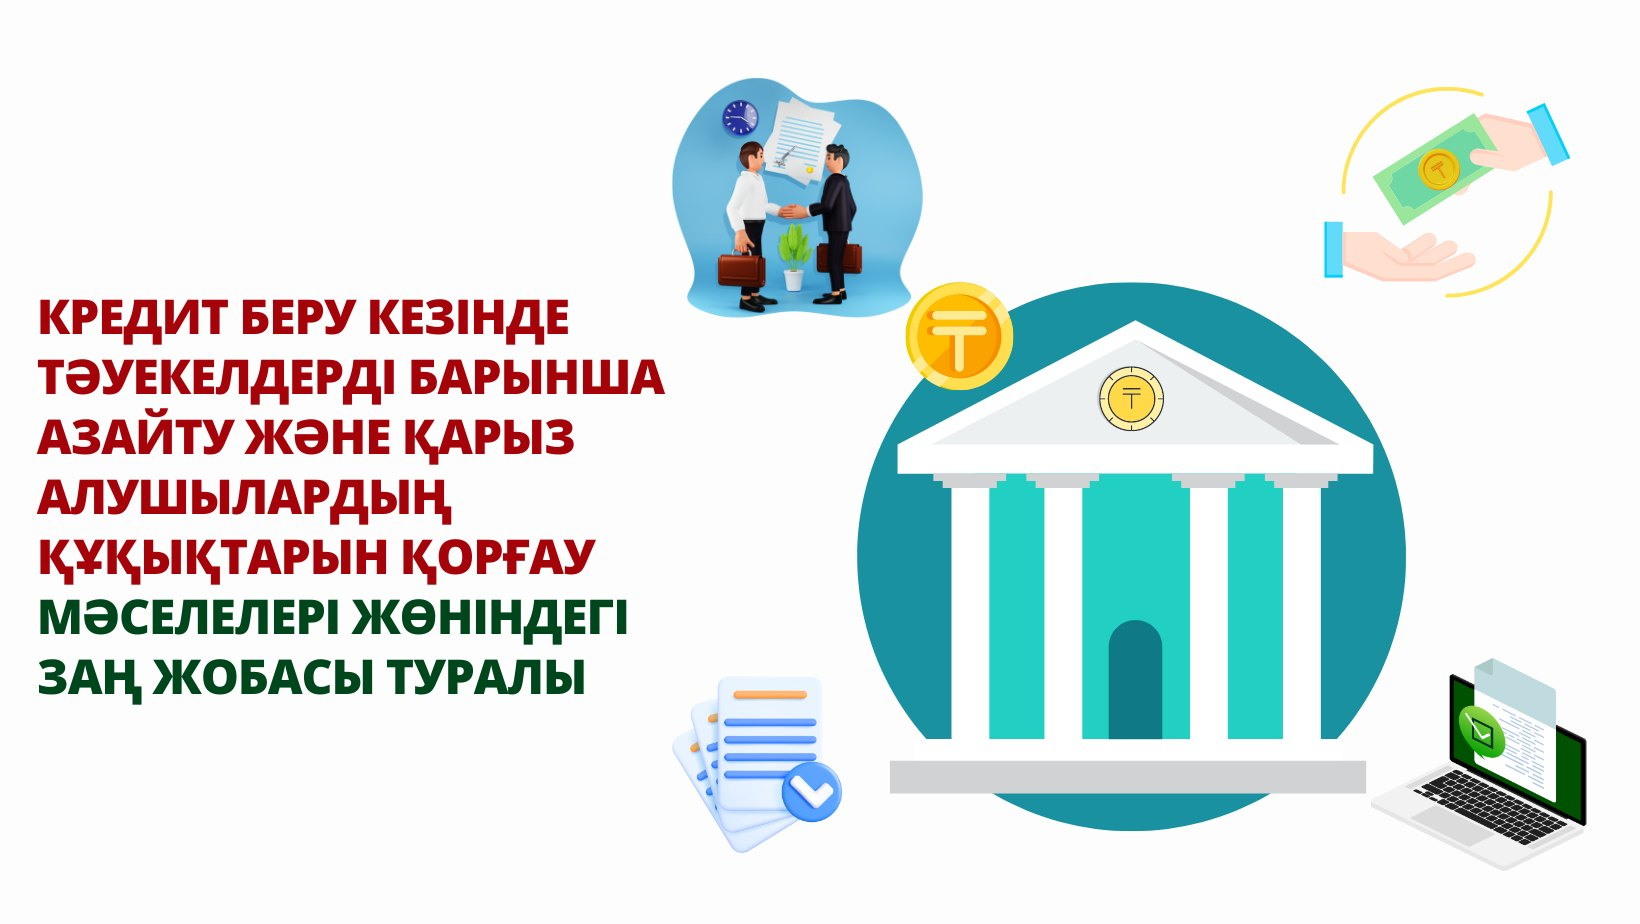 КРЕДИТ БЕРУ КЕЗІНДЕ
ТӘУЕКЕЛДЕРДІ БАРЫНША
АЗАЙТУ ЖӘНЕ ҚАРЫЗ
АЛУШЫЛАРДЫҢ
ҚҰҚЫҚТАРЫН ҚОРҒАУ
МӘСЕЛЕЛЕРІ ЖӨНІНДЕГІ
ЗАҢ ЖОБАСЫ ТУРАЛЫ